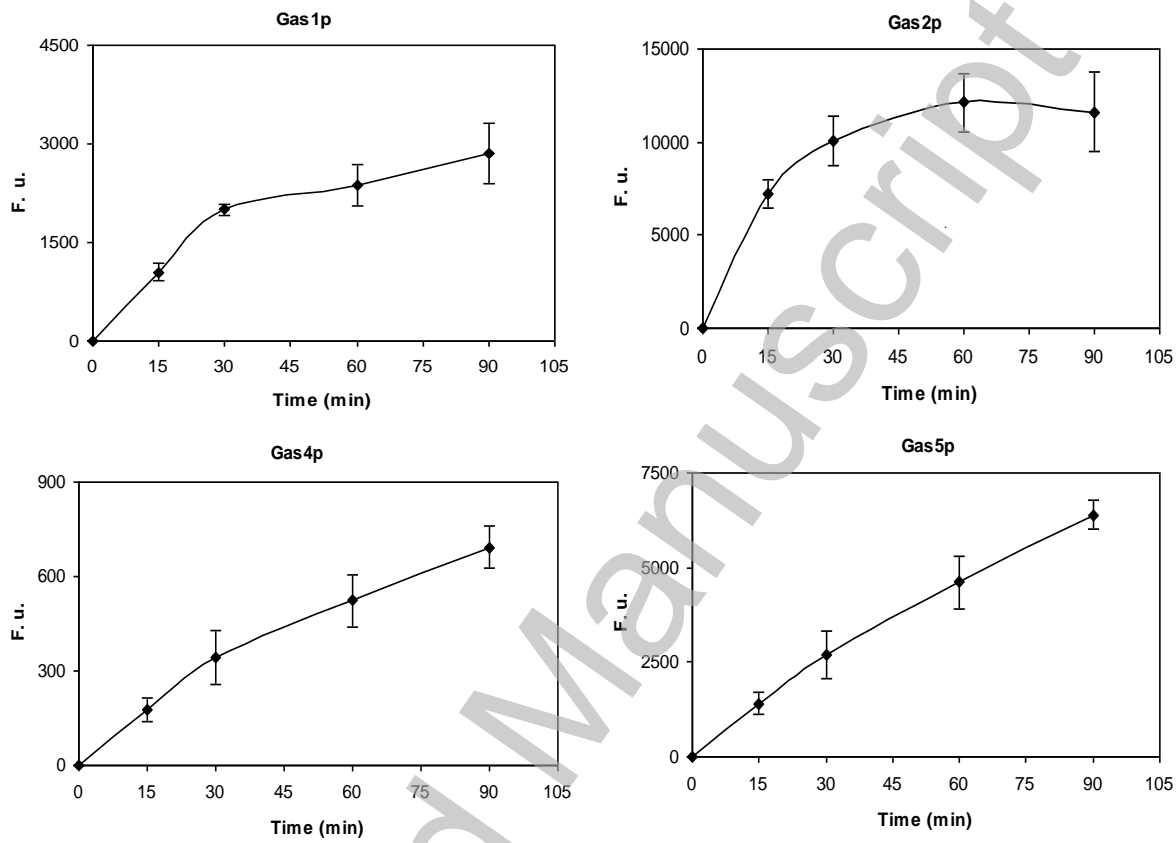 Gas1p
4500
3000
1500
0
F. u.
0 15 30 45 60 75 90 105
Time (min)
Gas2p
15000
10000
5000
0
F. u.
0 15 30 45 60 75 90 105
Time (min)
Gas4p
900
600
300
0
F. u.
0 15 30 45 60 75 90 105
Time (min)
Gas5p
7500
5000
2500
0
F. u.
0 15 30 45 60 75 90 105
Time (min)
d Manuscript